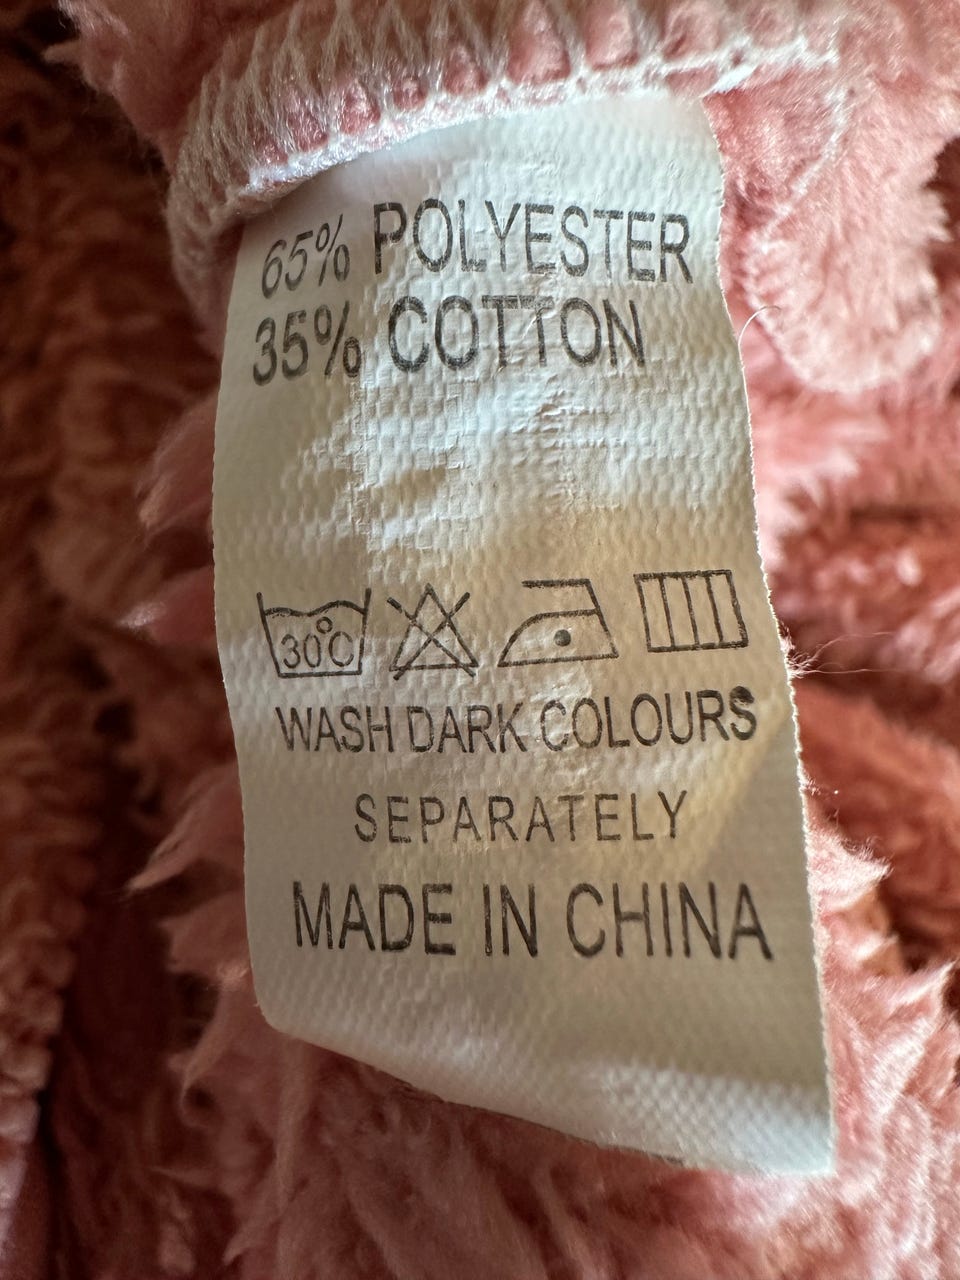 65% POLYESTER
35% COTTON
30°C
WASH DARK COLOURS
SEPARATELY
MADE IN CHINA